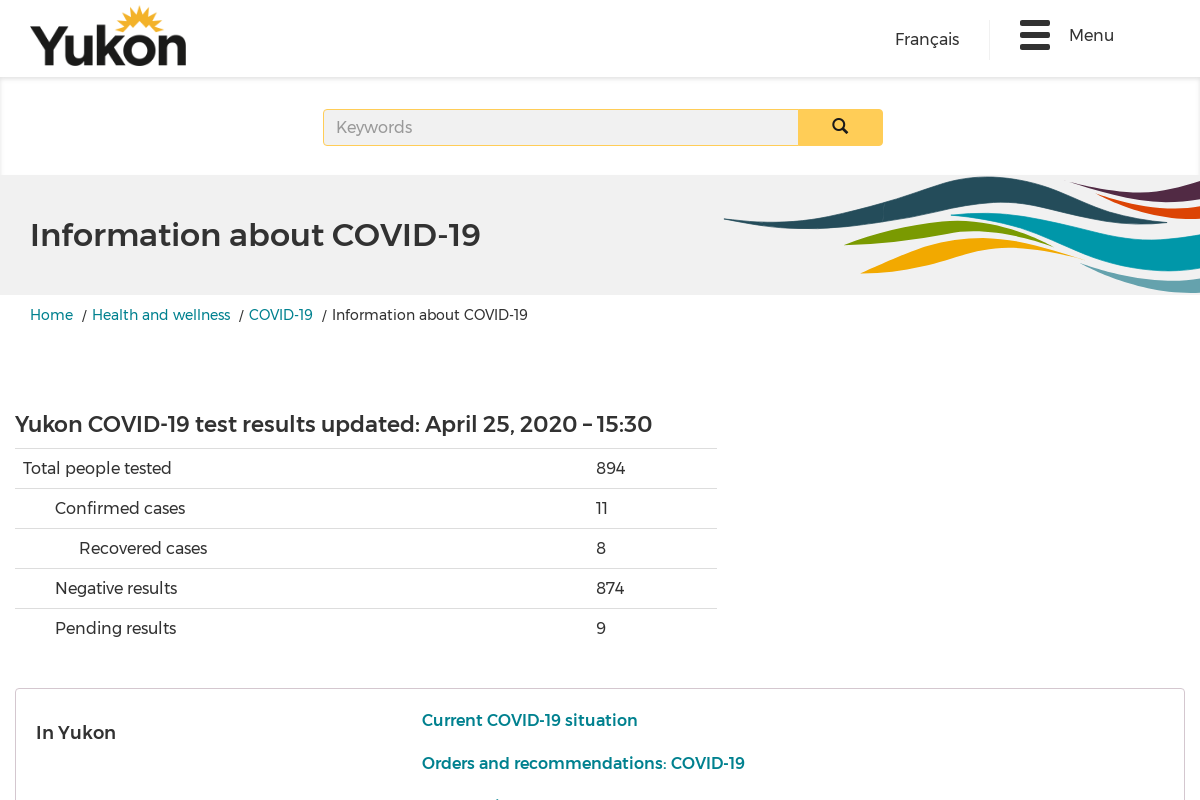 Yukon
Français
Menu
Keywords
Information about COVID-19
Home / Health and wellness / COVID-19 / Information about COVID-19
Yukon COVID-19 test results updated: April 25, 2020 – 15:30
Total people tested 894
Confirmed cases 11
Recovered cases 8
Negative results 874
Pending results 9
In Yukon
Current COVID-19 situation
Orders and recommendations: COVID-19